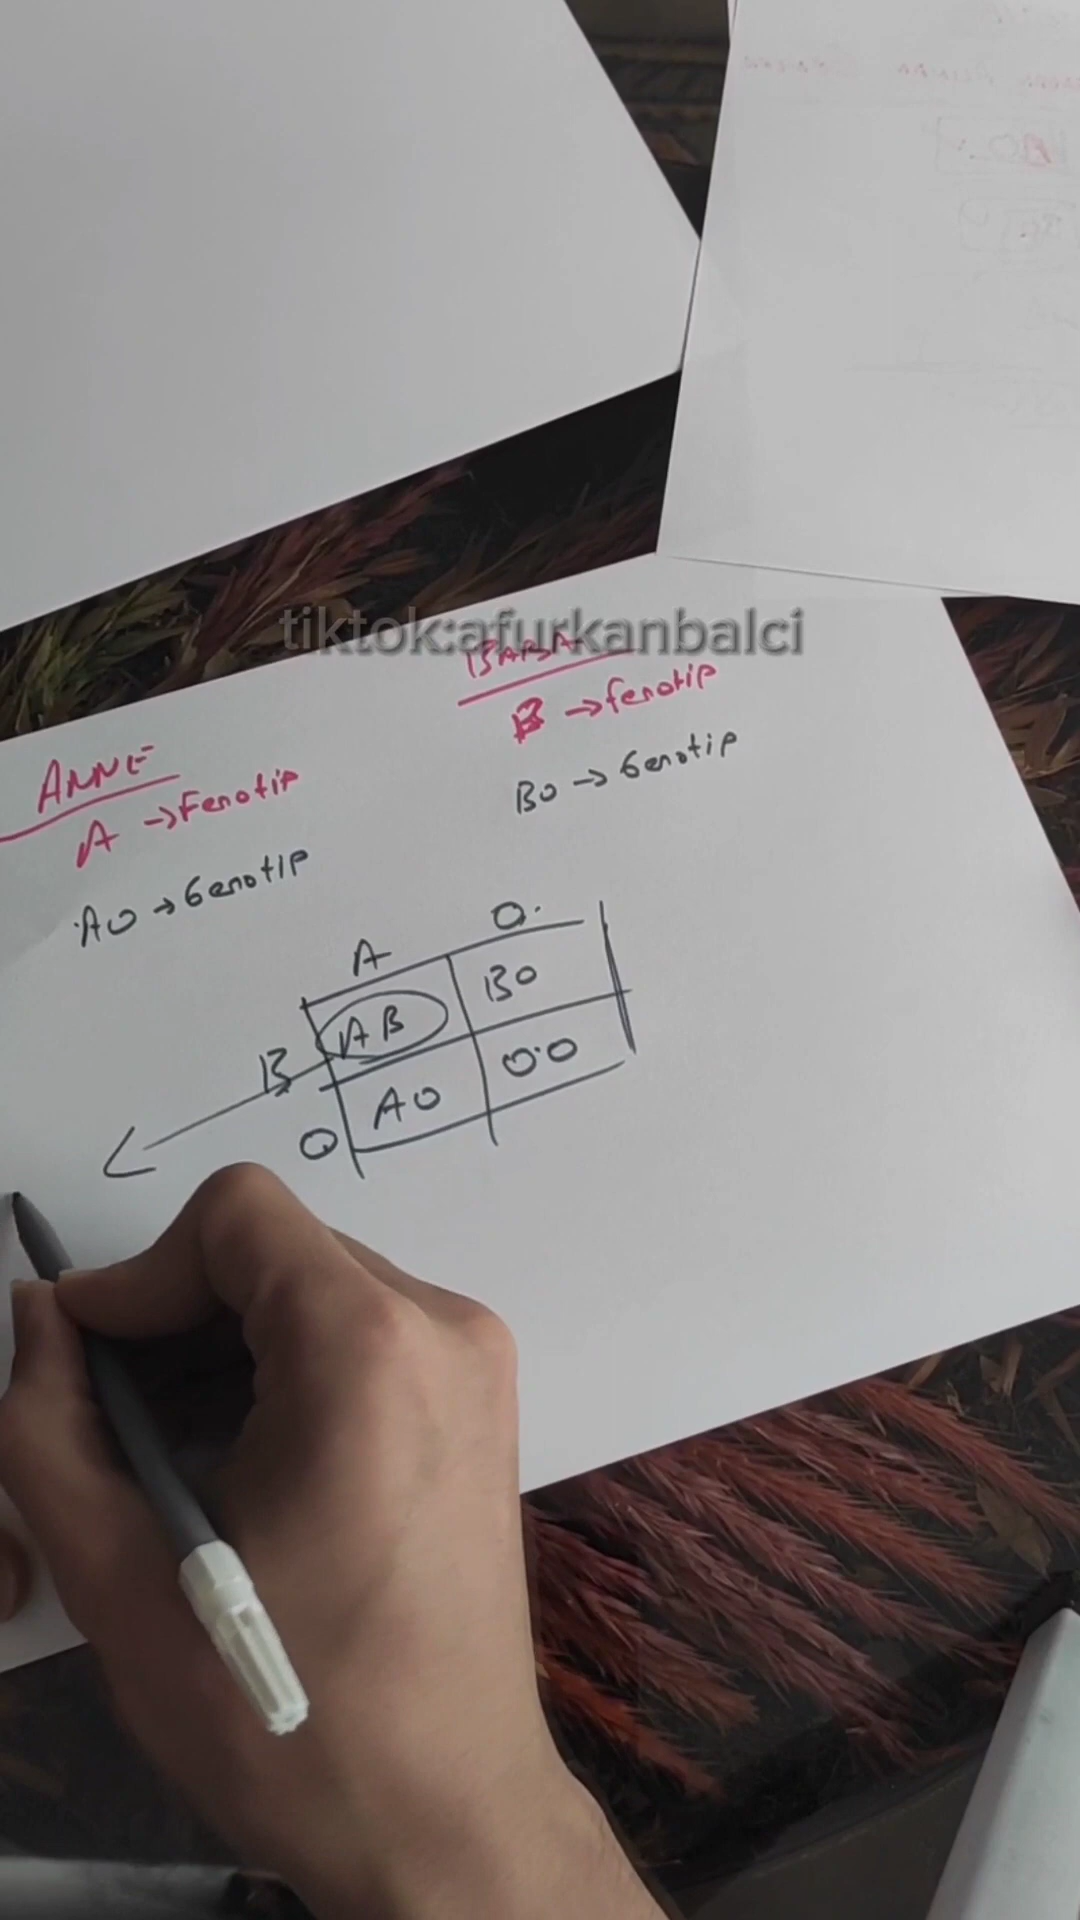 tiktok:afurkanbalci
BABA
B → fenotip
BO → Genotip
ANNE
A → Fenotip
AO → Genotip
A O
B AB BO
O AO OO